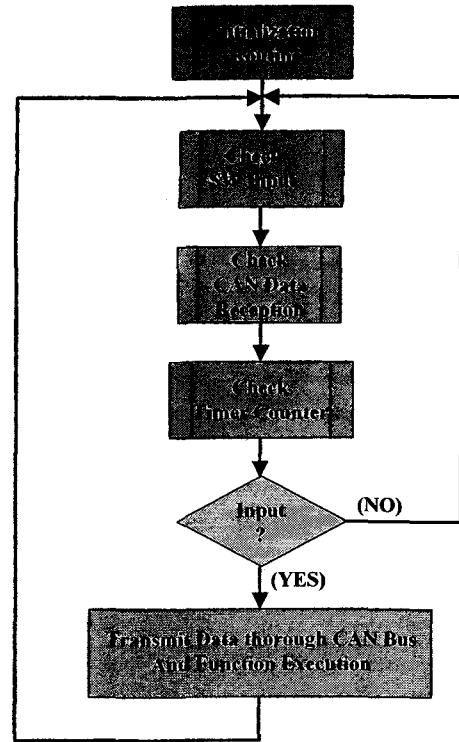 Check
Check
CAN Data
Reception
Check
Timer Counter
Input
?
(NO)
(YES)
Transmit Data thorough CAN Bus
And Function Execution